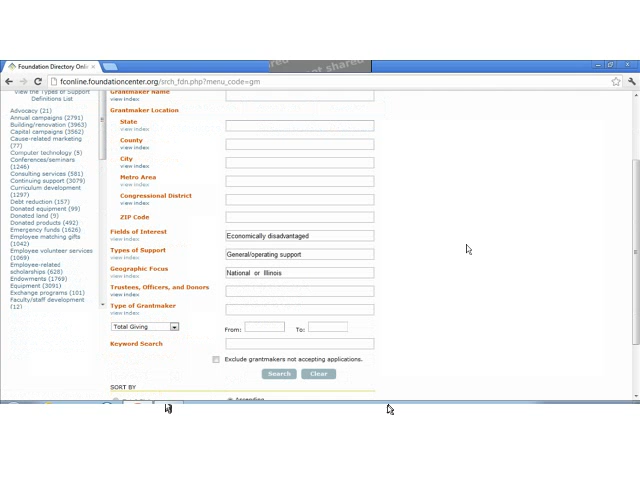 Foundation Directory Onli
not shared
fconline.foundationcenter.org/srch_fdn.php?menu_code=gm
View the Types of Support
Definitions List
Advocacy (21)
Annual campaigns (2791)
Building/renovation (3963)
Capital campaigns (3562)
Cause-related marketing
(77)
Computer technology (5)
Conferences/seminars
(1246)
Consulting services (581)
Continuing support (3079)
Curriculum development
(1297)
Debt reduction (157)
Donated equipment (99)
Donated land (9)
Donated products (492)
Emergency funds (1626)
Employee matching gifts
(1042)
Employee volunteer services
(1069)
Employee-related
scholarships (628)
Endowments (1769)
Equipment (3091)
Exchange programs (101)
Faculty/staff development
(12)
Grantmaker Name
view index
Grantmaker Location
State
view index
County
view index
City
view index
Metro Area
view index
Congressional District
view index
ZIP Code
Fields of Interest
view index
Economically disadvantaged
Types of Support
view index
General/operating support
Geographic Focus
view index
National or Illinois
Trustees, Officers, and Donors
view index
Type of Grantmaker
view index
Total Giving
From:
To:
Keyword Search
Exclude grantmakers not accepting applications.
Search
Clear
SORT BY
Ascending